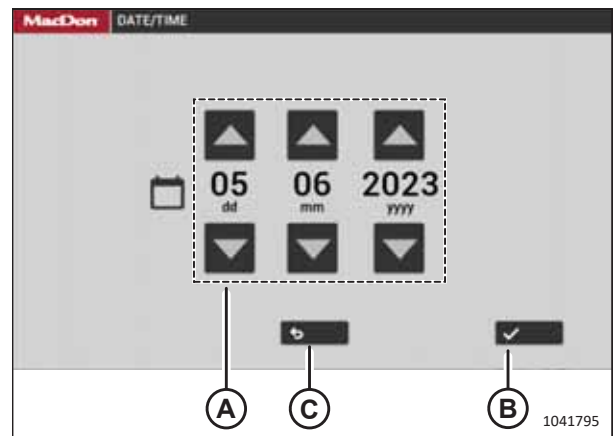 MacDon DATE/TIME
05 06 2023
dd mm yyyy
A C B
1041795